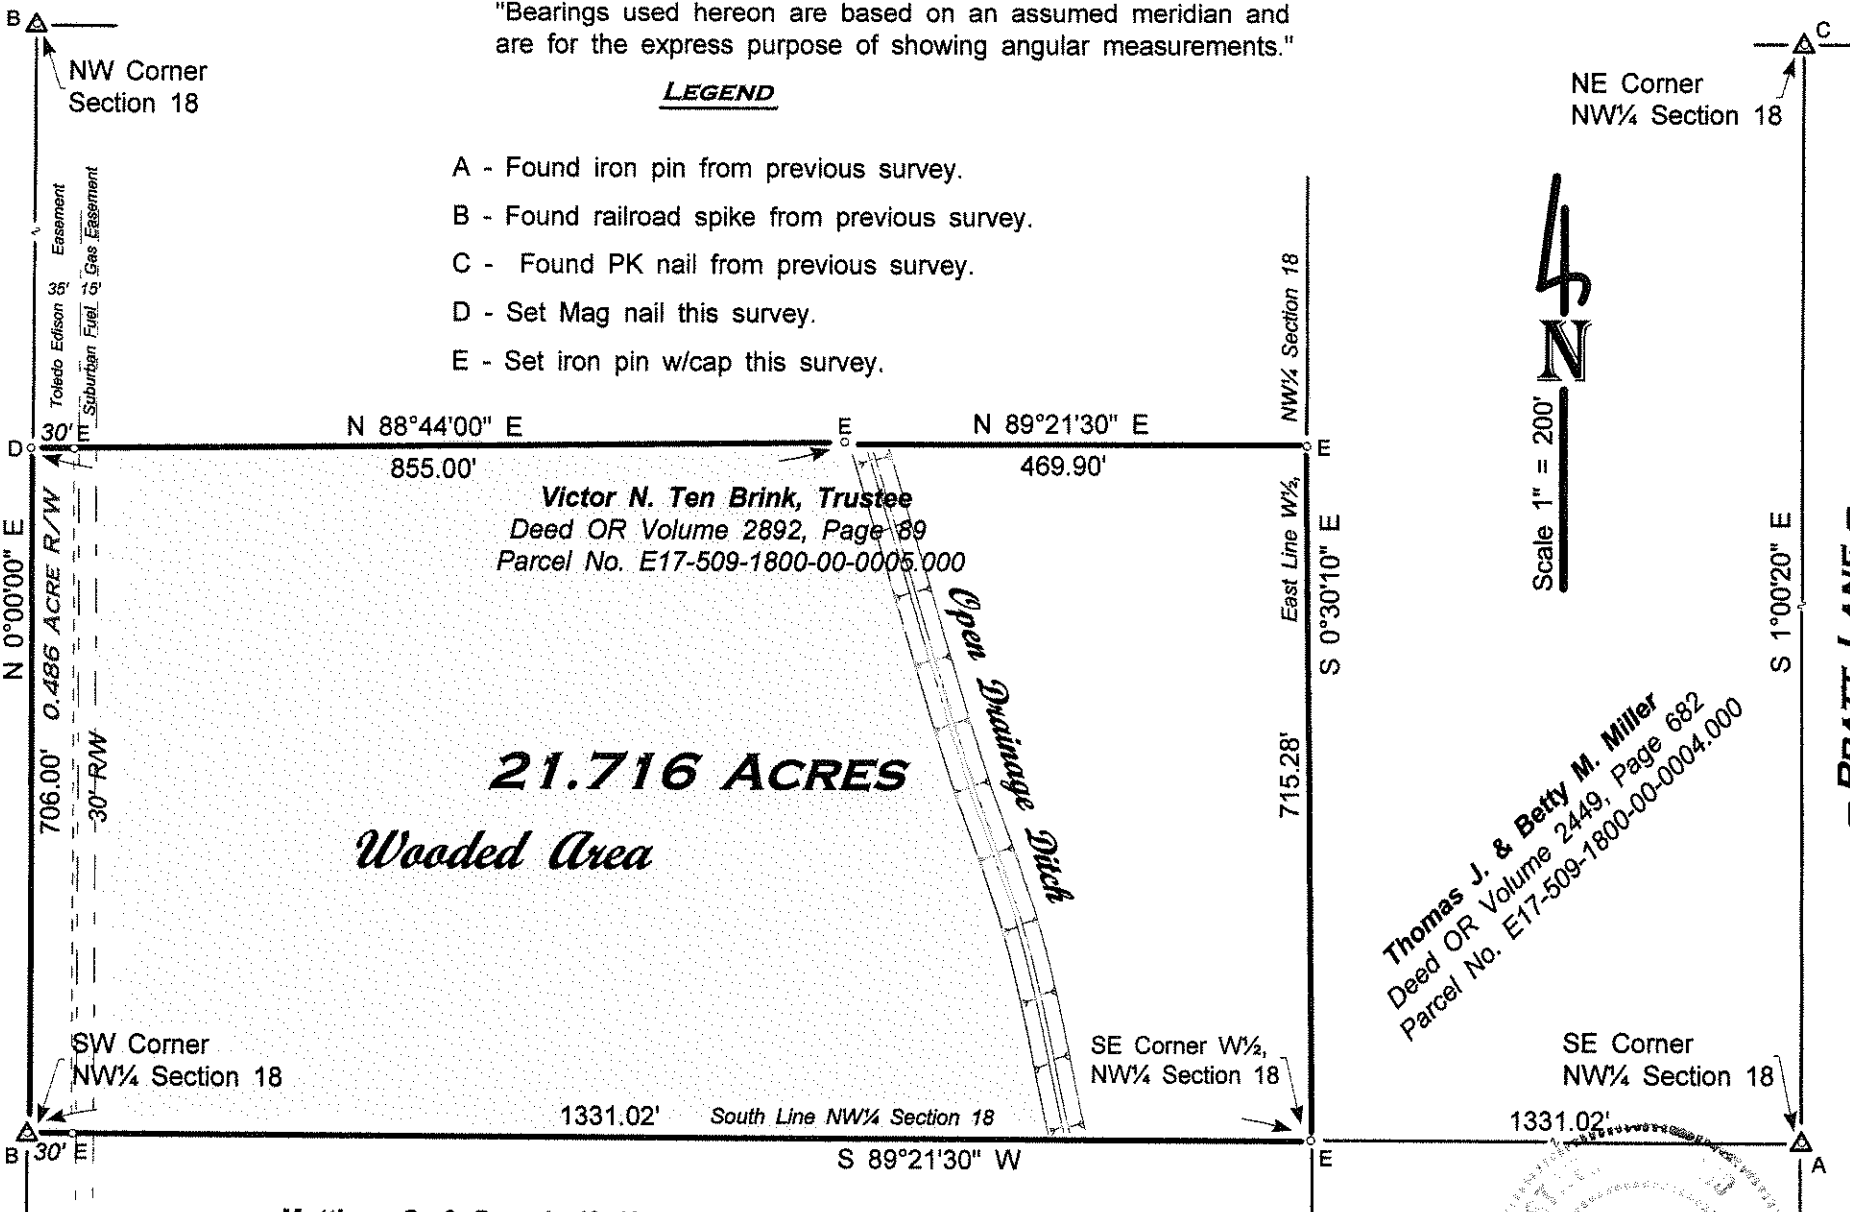 "Bearings used hereon are based on an assumed meridian and
are for the express purpose of showing angular measurements."
B
NW Corner
Section 18
C
NE Corner
NW¼ Section 18
LEGEND
A - Found iron pin from previous survey.
B - Found railroad spike from previous survey.
C - Found PK nail from previous survey.
D - Set Mag nail this survey.
E - Set iron pin w/cap this survey.
Toledo Edison 35' Easement
Suburban Fuel 15' Gas Easement
4
N
Scale 1" = 200'
East Line W½, NW¼ Section 18
D
30'
E
N 88°44'00" E
855.00'
E
N 89°21'30" E
469.90'
E
Victor N. Ten Brink, Trustee
Deed OR Volume 2892, Page 89
Parcel No. E17-509-1800-00-0005.000
N 0°00'00" E
706.00'
0.486 ACRE R/W
30' R/W
Open Drainage Ditch
S 0°30'10" E
715.28'
S 1°00'20" E
21.716 ACRES
Wooded Area
Thomas J. & Betty M. Miller
Deed OR Volume 2449, Page 682
Parcel No. E17-509-1800-00-0004.000
SW Corner
NW¼ Section 18
SE Corner W½,
NW¼ Section 18
SE Corner
NW¼ Section 18
1331.02'
South Line NW¼ Section 18
1331.02'
B
30'
E
S 89°21'30" W
E
A